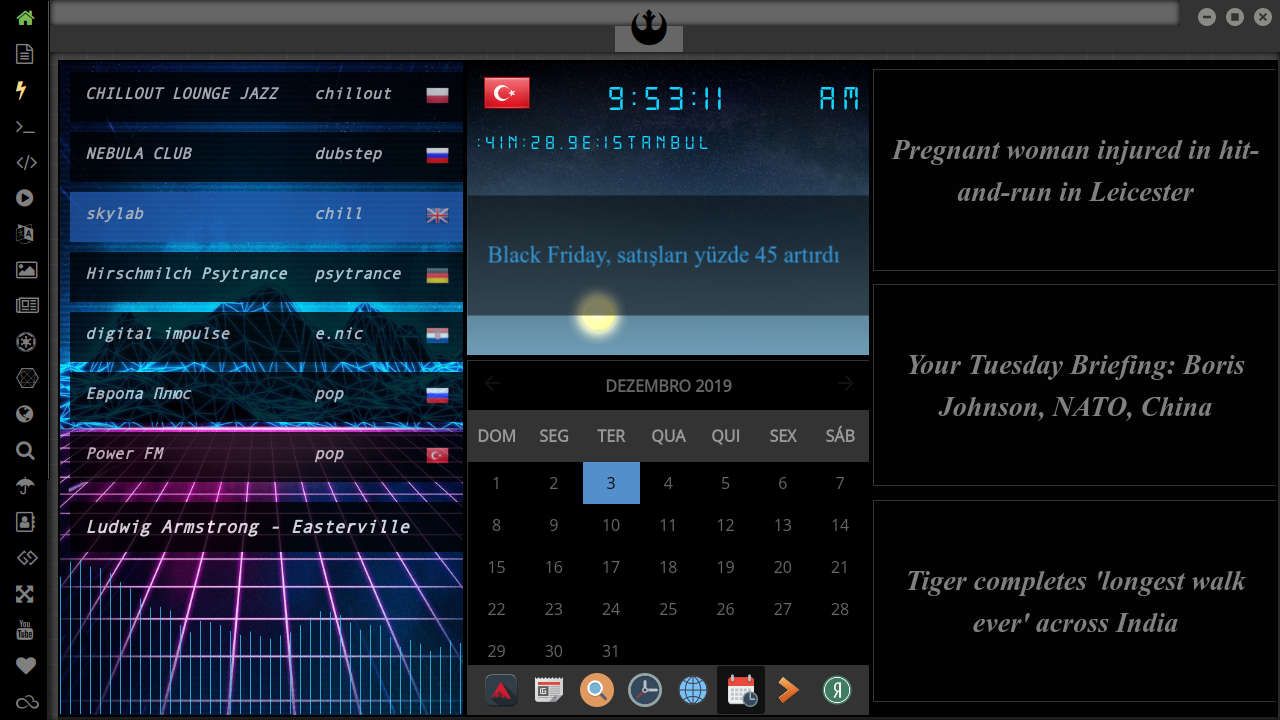 CHILLOUT LOUNGE JAZZ chillout
NEBULA CLUB dubstep
skylab chill
Hirschmilch Psytrance psytrance
digital impulse e.nic
Европа Плюс pop
Power FM pop
Ludwig Armstrong - Easterville
9:53:11 AM
:41N:28.9E:ISTANBUL
Black Friday, satışları yüzde 45 artırdı
DEZEMBRO 2019
DOM SEG TER QUA QUI SEX SÁB
1 2 3 4 5 6 7
8 9 10 11 12 13 14
15 16 17 18 19 20 21
22 23 24 25 26 27 28
29 30 31
Pregnant woman injured in hit-
and-run in Leicester
Your Tuesday Briefing: Boris
Johnson, NATO, China
Tiger completes 'longest walk
ever' across India
You
Tube
Я